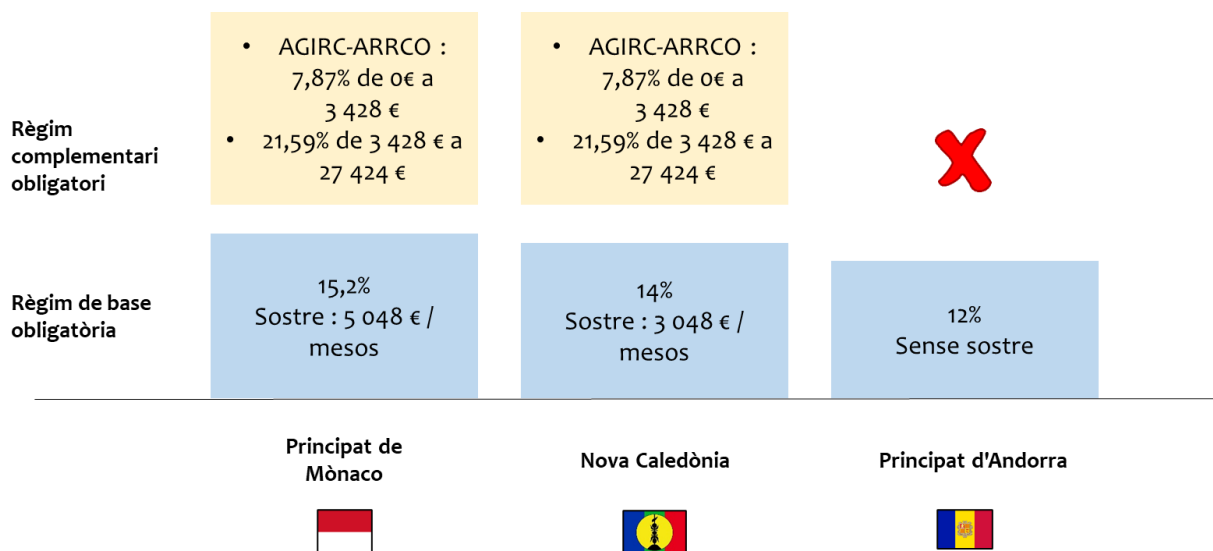 Règim
complementari
obligatori
• AGIRC-ARRCO :
7,87% de 0€ a
3 428 €
• 21,59% de 3 428 € a
27 424 €
• AGIRC-ARRCO :
7,87% de 0€ a
3 428 €
• 21,59% de 3 428 € a
27 424 €
Règim de base
obligatòria
15,2%
Sostre : 5 048 € /
mesos
14%
Sostre : 3 048 € /
mesos
12%
Sense sostre
Principat de
Mònaco
Nova Caledònia
Principat d'Andorra